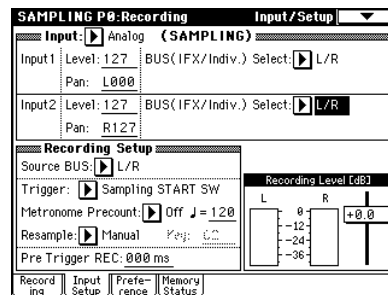 SAMPLING P0:Recording Input/Setup
Input: Analog (SAMPLING)
Input1 Level: 127 BUS(IFX/Indiv.) Select: L/R
Pan: L000
Input2 Level: 127 BUS(IFX/Indiv.) Select: L/R
Pan: R127
Recording Setup
Source BUS: L/R
Trigger: Sampling START SW
Metronome Precount: Off ♩=120
Resample: Manual Key:
Pre Trigger REC: 000 ms
Recording Level [dB]
L R
0
-12
-24
-36
+0.0
Record ing Input Setup Prefe- rence Memory Status